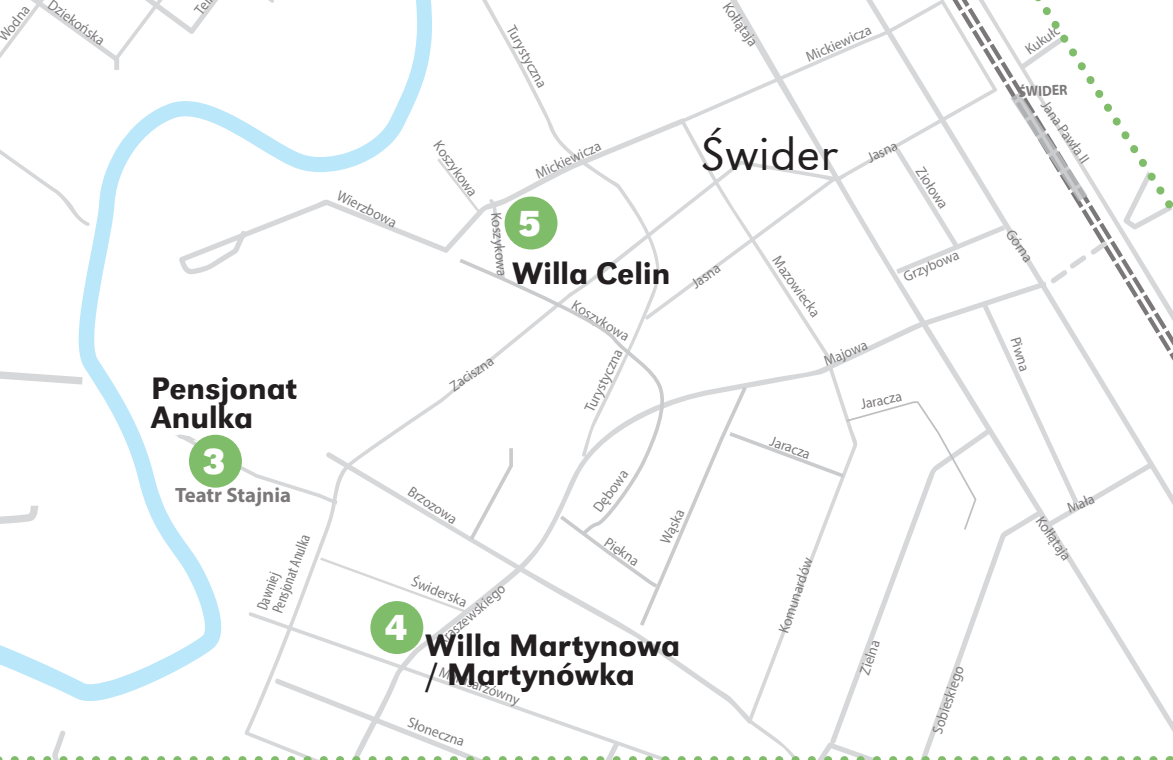 Wodna
Dziekońska
Turystyczna
Kołłątaja
Mickiewicza
Kukułc
ŚWIDER
Jana Pawła II
Świder
Jasna
Koszykowa
Mickiewicza
Ziołowa
Wierzbowa
Koszykowa
5
Willa Celin
Górna
Grzybowa
Jasna
Mazowiecka
Koszykowa
Majowa
Piwna
Zaciszna
Turystyczna
Pensjonat
Anulka
3
Teatr Stajnia
Jaracza
Jaracza
Dębowa
Brzozowa
Wąska
Mała
Kołłątaja
Piękna
Dawniej
Pensjonat Anulka
Świderska
Komunardów
4
Willa Martynowa
/ Martynówka
Zielna
Sobieskiego
Słoneczna